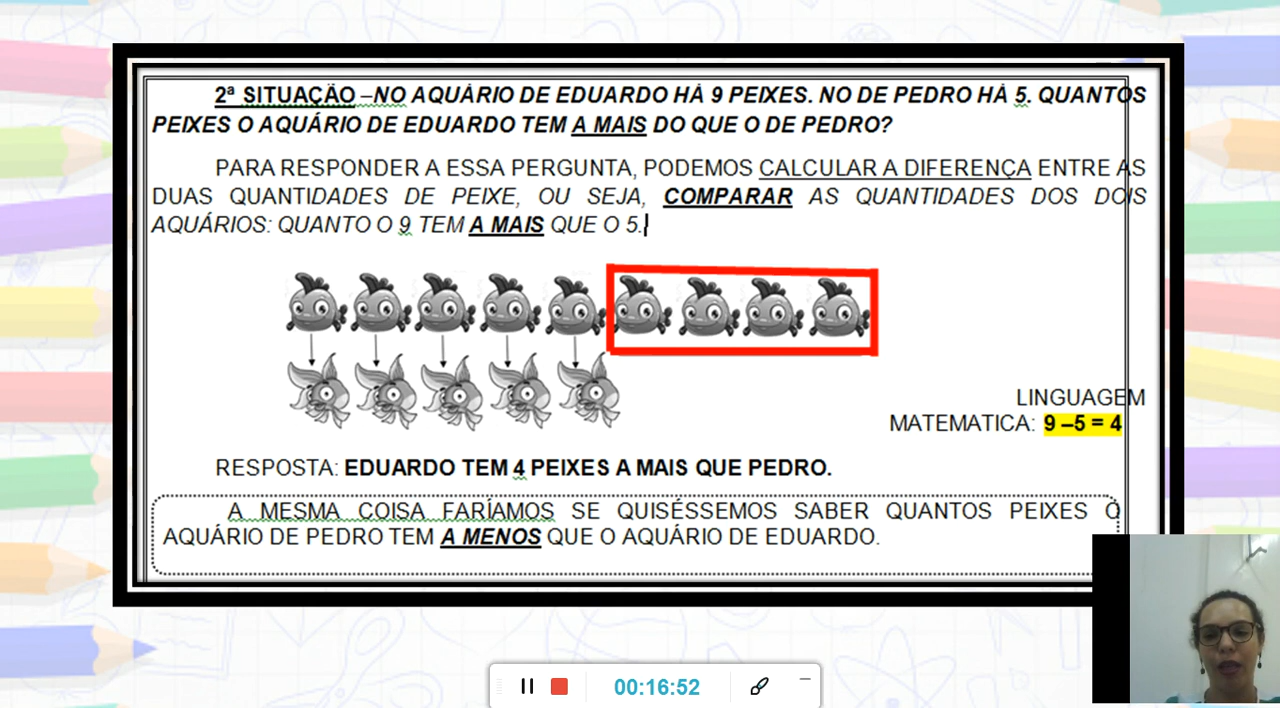 2ª SITUAÇÃO –NO AQUÁRIO DE EDUARDO HÁ 9 PEIXES. NO DE PEDRO HÁ 5. QUANTOS
PEIXES O AQUÁRIO DE EDUARDO TEM A MAIS DO QUE O DE PEDRO?
PARA RESPONDER A ESSA PERGUNTA, PODEMOS CALCULAR A DIFERENÇA ENTRE AS
DUAS QUANTIDADES DE PEIXE, OU SEJA, COMPARAR AS QUANTIDADES DOS DOIS
AQUÁRIOS: QUANTO O 9 TEM A MAIS QUE O 5.
LINGUAGEM
MATEMATICA: 9 –5 = 4
RESPOSTA: EDUARDO TEM 4 PEIXES A MAIS QUE PEDRO.
A MESMA COISA FARÍAMOS SE QUISÉSSEMOS SABER QUANTOS PEIXES O
AQUÁRIO DE PEDRO TEM A MENOS QUE O AQUÁRIO DE EDUARDO.
00:16:52